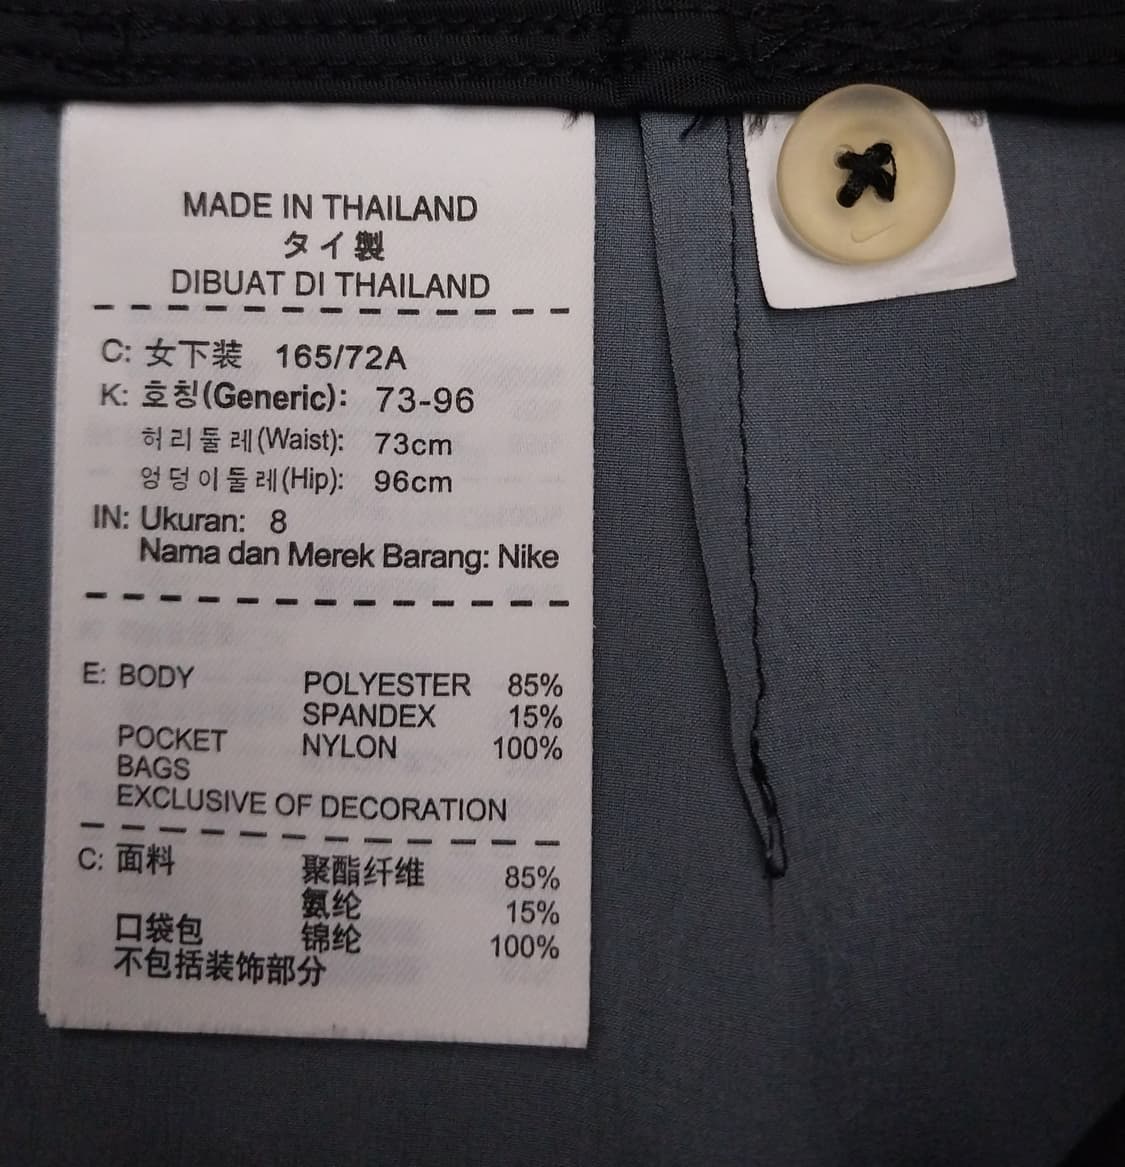 MADE IN THAILAND
タイ製
DIBUAT DI THAILAND
C: 女下装 165/72A
K: 호칭(Generic): 73-96
허리둘레(Waist): 73cm
엉덩이둘레(Hip): 96cm
IN: Ukuran: 8
Nama dan Merek Barang: Nike
E: BODY POLYESTER 85%
SPANDEX 15%
POCKET NYLON 100%
BAGS
EXCLUSIVE OF DECORATION
C: 面料 聚酯纤维 85%
氨纶 15%
口袋包 锦纶 100%
不包括装饰部分